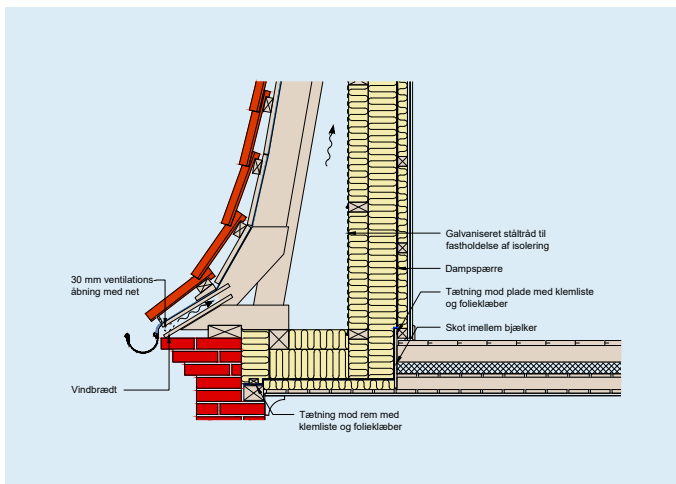 Galvaniseret ståltråd til
fastholdelse af isolering
Dampspærre
30 mm ventilations
åbning med net
Tætning mod plade med klemliste
og folieklæber
Skot imellem bjælker
Vindbrædt
Tætning mod rem med
klemliste og folieklæber